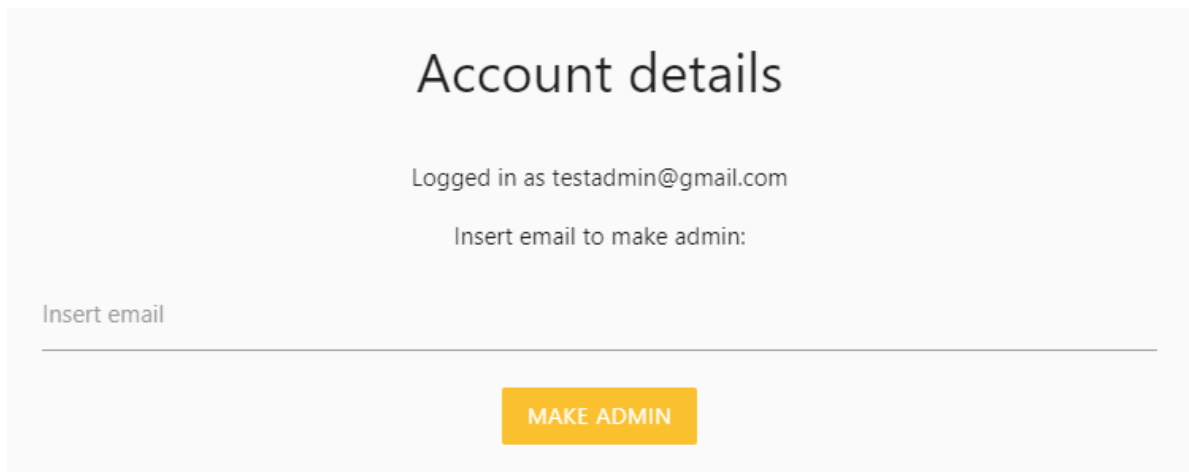 Account details
Logged in as testadmin@gmail.com
Insert email to make admin:
Insert email
MAKE ADMIN